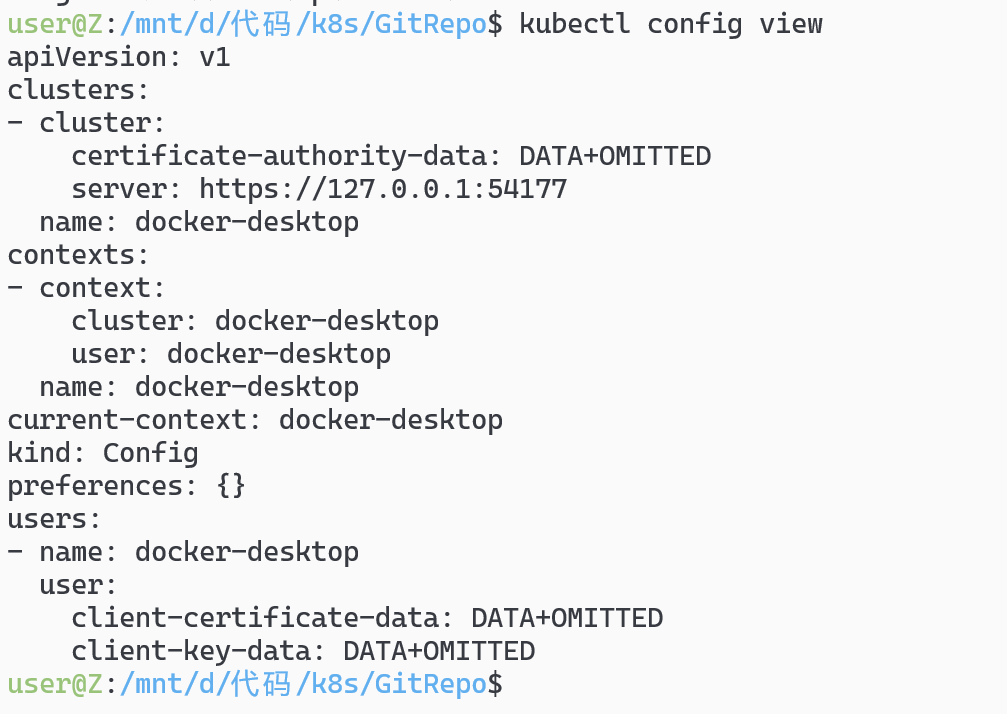 user@Z:/mnt/d/代码/k8s/GitRepo$ kubectl config view
apiVersion: v1
clusters:
- cluster:
    certificate-authority-data: DATA+OMITTED
    server: https://127.0.0.1:54177
  name: docker-desktop
contexts:
- context:
    cluster: docker-desktop
    user: docker-desktop
  name: docker-desktop
current-context: docker-desktop
kind: Config
preferences: {}
users:
- name: docker-desktop
  user:
    client-certificate-data: DATA+OMITTED
    client-key-data: DATA+OMITTED
user@Z:/mnt/d/代码/k8s/GitRepo$